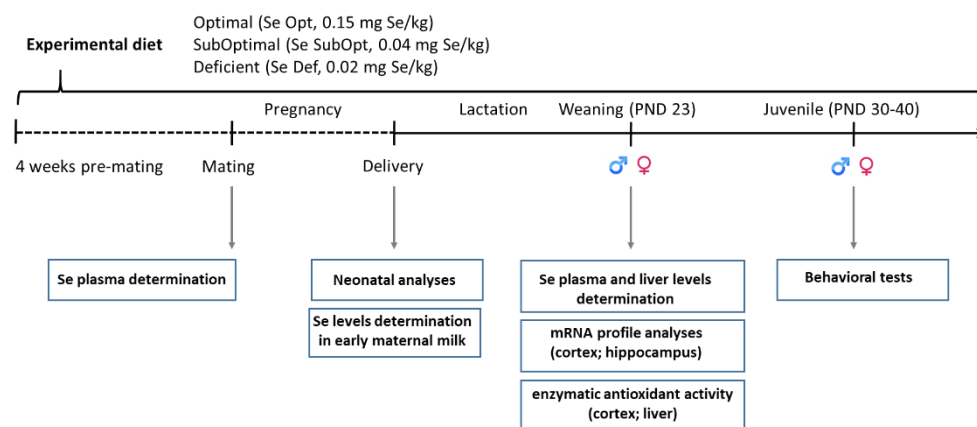 Optimal (Se Opt, 0.15 mg Se/kg)
Experimental diet
SubOptimal (Se SubOpt, 0.04 mg Se/kg)
Deficient (Se Def, 0.02 mg Se/kg)
Pregnancy
Lactation
Weaning (PND 23)
Juvenile (PND 30-40)
4 weeks pre-mating
Mating
Delivery
♂ ♀
♂ ♀
Se plasma determination
Neonatal analyses
Se levels determination
in early maternal milk
Se plasma and liver levels
determination
mRNA profile analyses
(cortex; hippocampus)
enzymatic antioxidant activity
(cortex; liver)
Behavioral tests